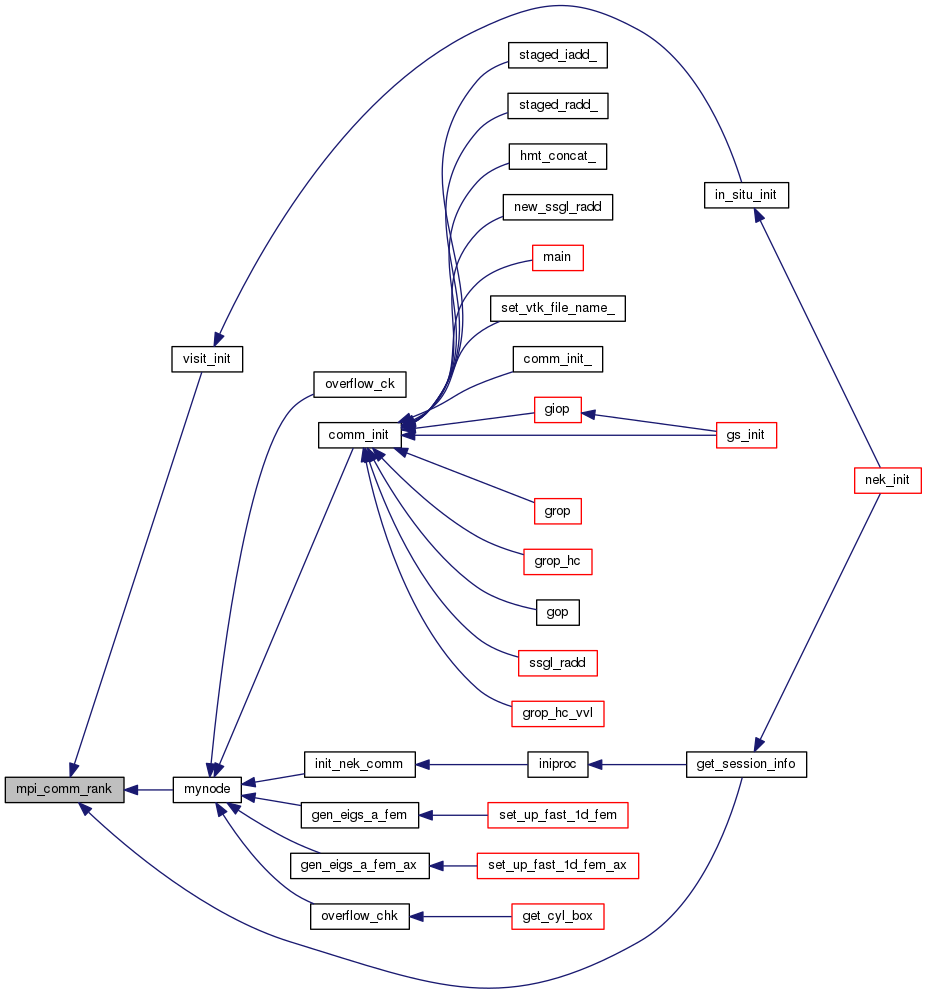 staged_iadd_
staged_radd_
hmt_concat_
in_situ_init
new_ssgl_radd
main
set_vtk_file_name_
visit_init
comm_init_
overflow_ck
giop
comm_init
gs_init
nek_init
grop
grop_hc
gop
ssgl_radd
grop_hc_vvl
init_nek_comm
iniproc
get_session_info
mpi_comm_rank
mynode
gen_eigs_a_fem
set_up_fast_1d_fem
gen_eigs_a_fem_ax
set_up_fast_1d_fem_ax
overflow_chk
get_cyl_box